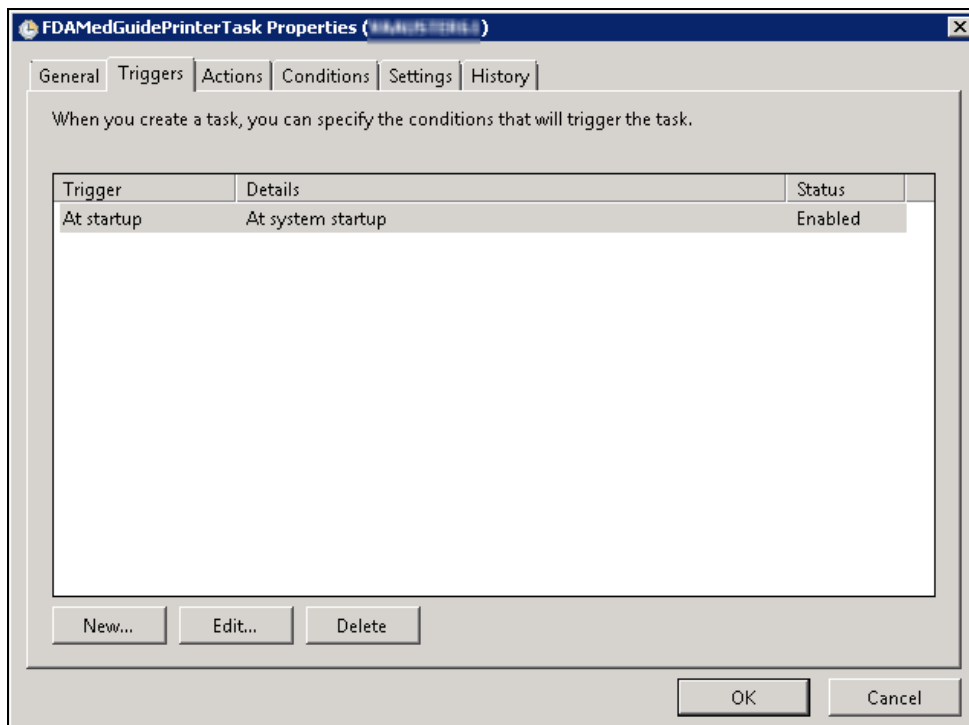 FDAMedGuidePrinterTask Properties ( )
General Triggers Actions Conditions Settings History
When you create a task, you can specify the conditions that will trigger the task.
Trigger Details Status
At startup At system startup Enabled
New... Edit... Delete
OK Cancel